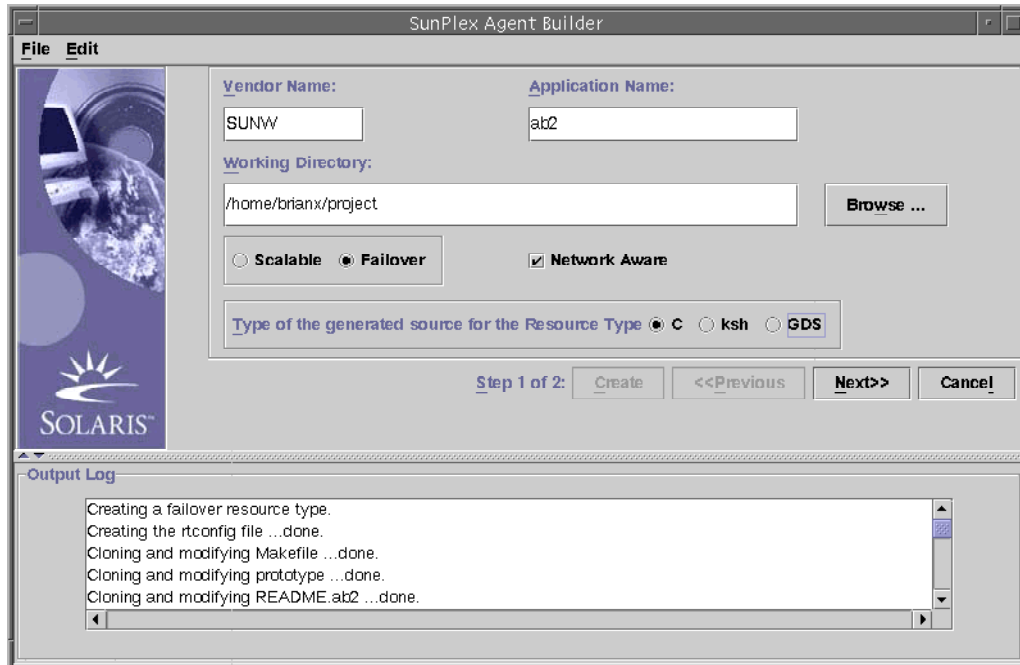 SunPlex Agent Builder
File Edit
Vendor Name: Application Name:
SUNW ab2
Working Directory:
/home/brianx/project Browse ...
Scalable Failover Network Aware
Type of the generated source for the Resource Type C ksh GDS
Step 1 of 2: Create <<Previous Next>> Cancel
SOLARIS™
Output Log
Creating a failover resource type.
Creating the rtconfig file ...done.
Cloning and modifying Makefile ...done.
Cloning and modifying prototype ...done.
Cloning and modifying README.ab2 ...done.